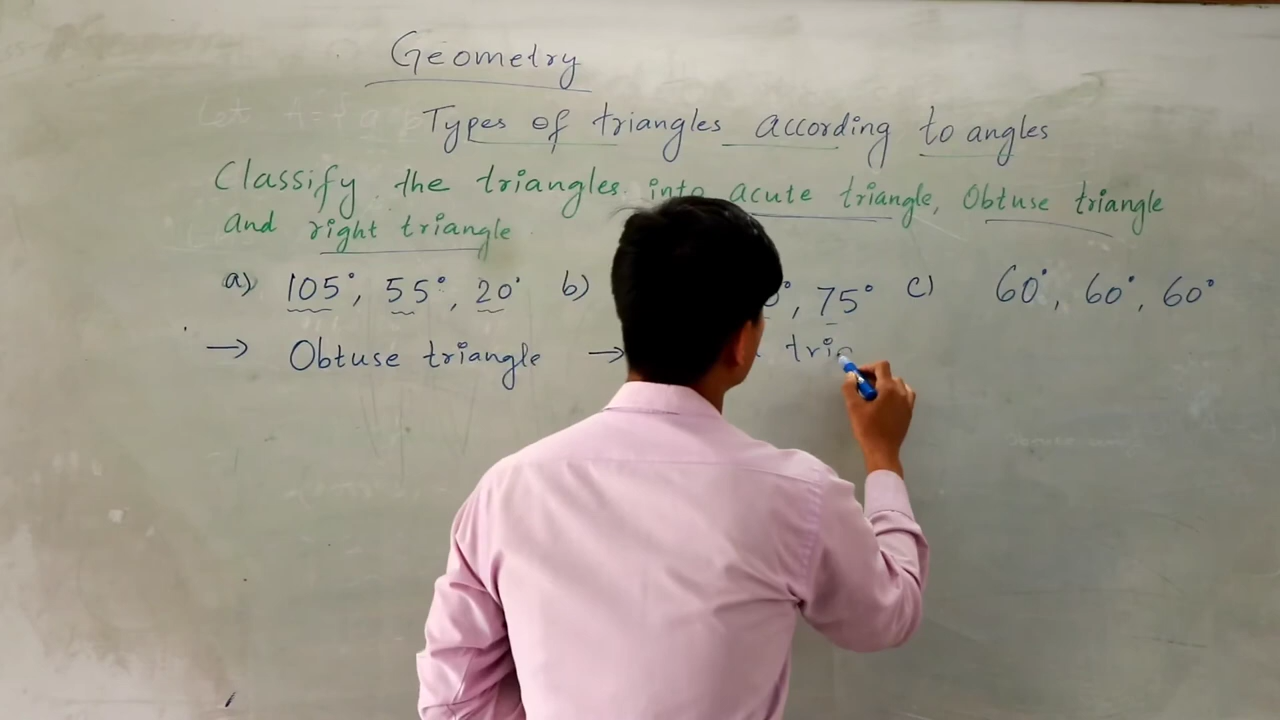 Geometry
Types of triangles according to angles
Classify the triangles into acute triangle, Obtuse triangle
and right triangle.
a) 105°, 55°, 20° b) , 75° c) 60°, 60°, 60°
→ Obtuse triangle →